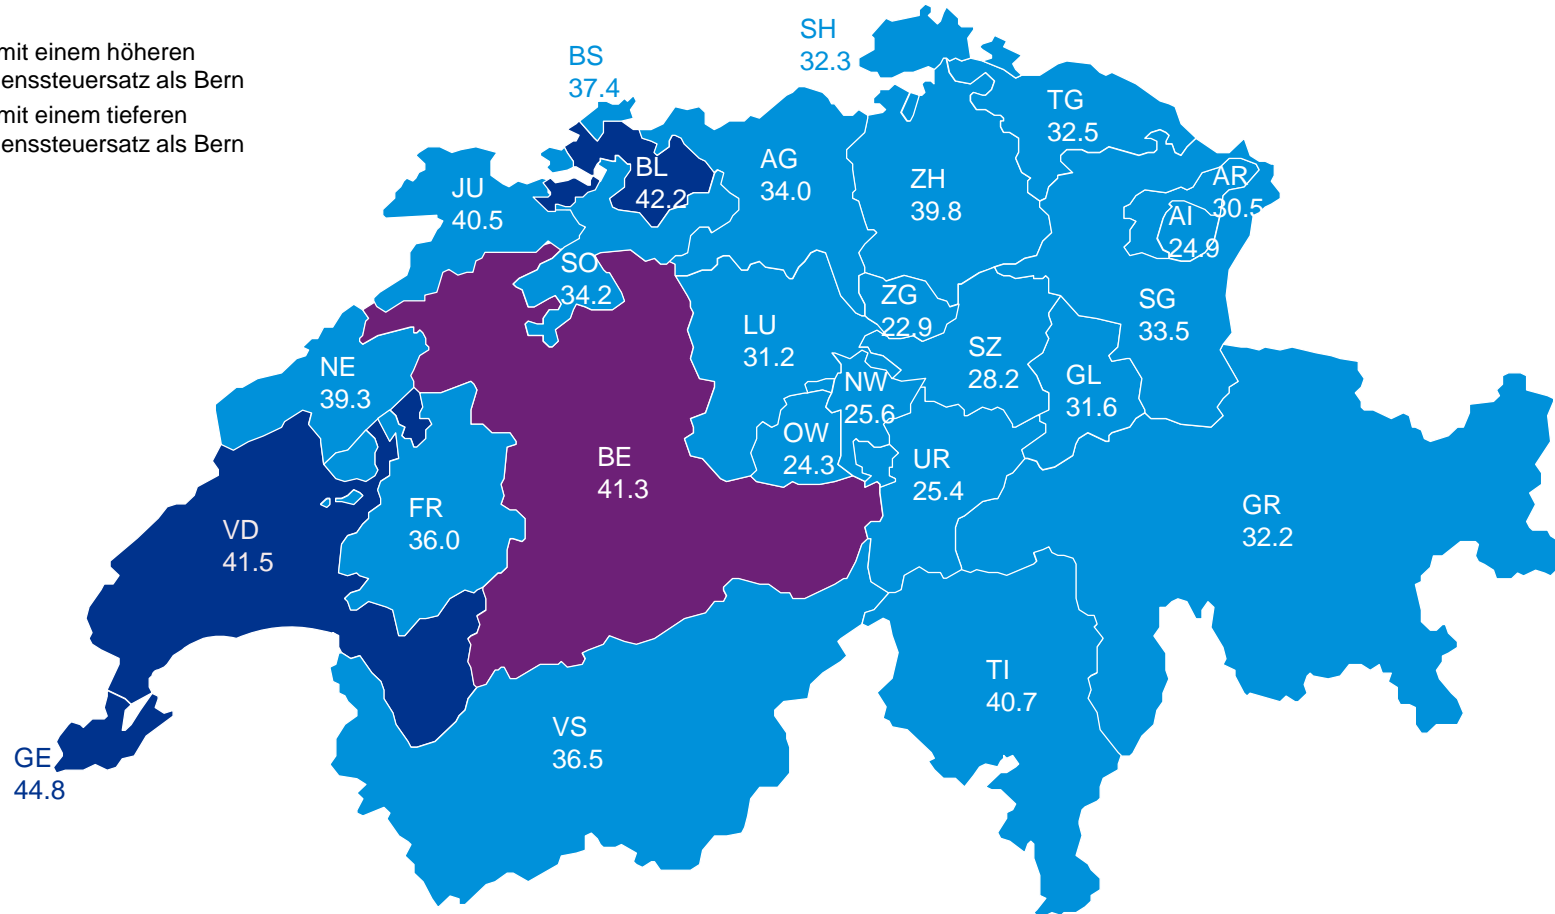 mit einem höheren
enssteuersatz als Bern
mit einem tieferen
enssteuersatz als Bern
SH
32.3
BS
37.4
TG
32.5
BL
42.2
AG
34.0
ZH
39.8
AR
30.5
JU
40.5
AI
24.9
SO
34.2
ZG
22.9
SG
33.5
LU
31.2
SZ
28.2
NE
39.3
NW
25.6
GL
31.6
OW
24.3
BE
41.3
UR
25.4
FR
36.0
GR
32.2
VD
41.5
TI
40.7
VS
36.5
GE
44.8